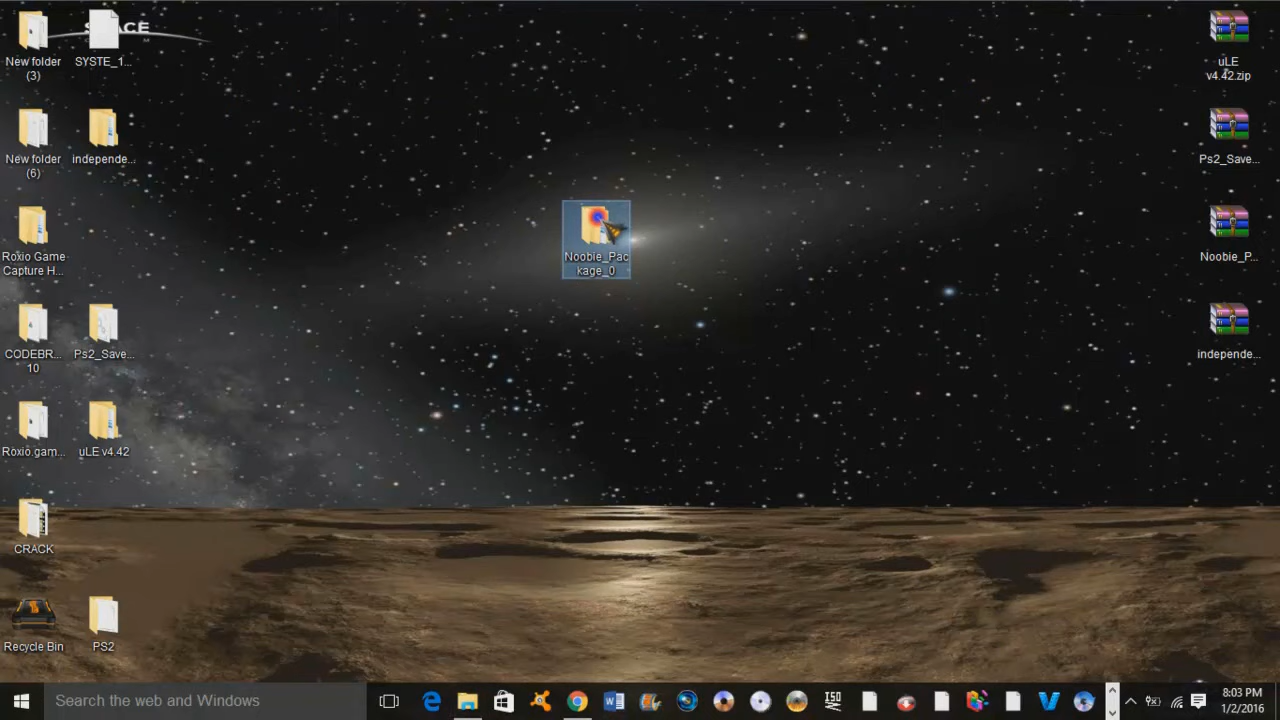 New folder
(3)
SYSTE_1...
New folder
(6)
independe...
Roxio Game
Capture H...
CODEBR...
10
Ps2_Save...
Roxio.gam...
uLE v4.42
CRACK
Recycle Bin
PS2
Noobie_Pac
kage_0
uLE
v4.42.zip
Ps2_Save...
Noobie_P...
independe...
Search the web and Windows
ISO
8:03 PM
1/2/2016